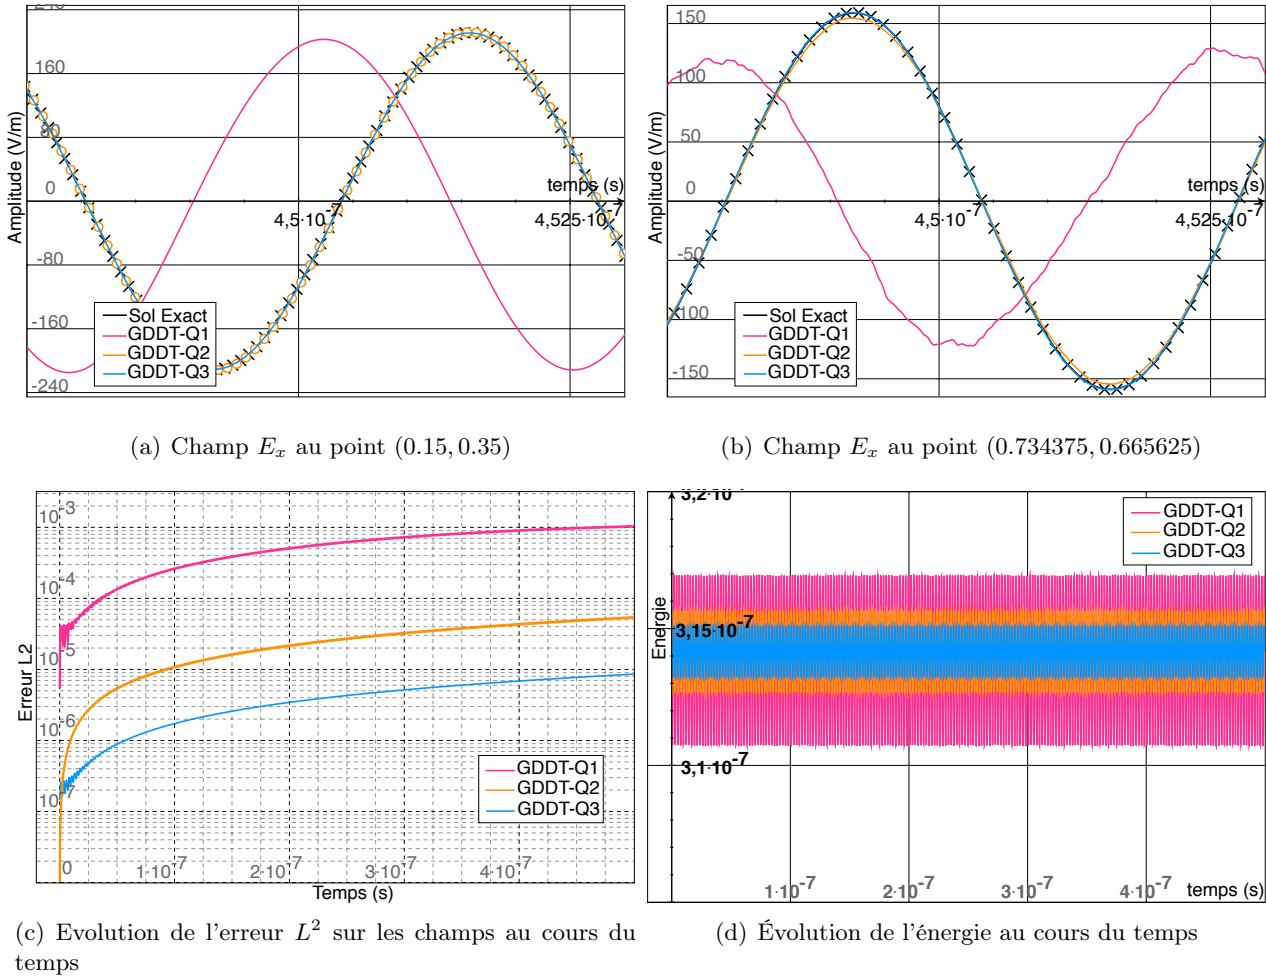 240
160
80
0
-80
-160
-240
Amplitude (V/m)
temps (s)
4,5·10-7
4,525·10-7
Sol Exact
GDDT-Q1
GDDT-Q2
GDDT-Q3
(a) Champ Ex au point (0.15, 0.35)
150
100
50
0
-50
-100
-150
Amplitude (V/m)
temps (s)
4,5·10-7
4,525·10-7
Sol Exact
GDDT-Q1
GDDT-Q2
GDDT-Q3
(b) Champ Ex au point (0.734375, 0.665625)
10-3
10-4
10-5
10-6
10-7
Erreur L2
0
1·10-7
2·10-7
3·10-7
4·10-7
Temps (s)
GDDT-Q1
GDDT-Q2
GDDT-Q3
(c) Evolution de l'erreur L2 sur les champs au cours du
temps
3,2·10
3,15·10-7
3,1·10-7
Energie
1·10-7
2·10-7
3·10-7
4·10-7
temps (s)
GDDT-Q1
GDDT-Q2
GDDT-Q3
(d) Évolution de l'énergie au cours du temps